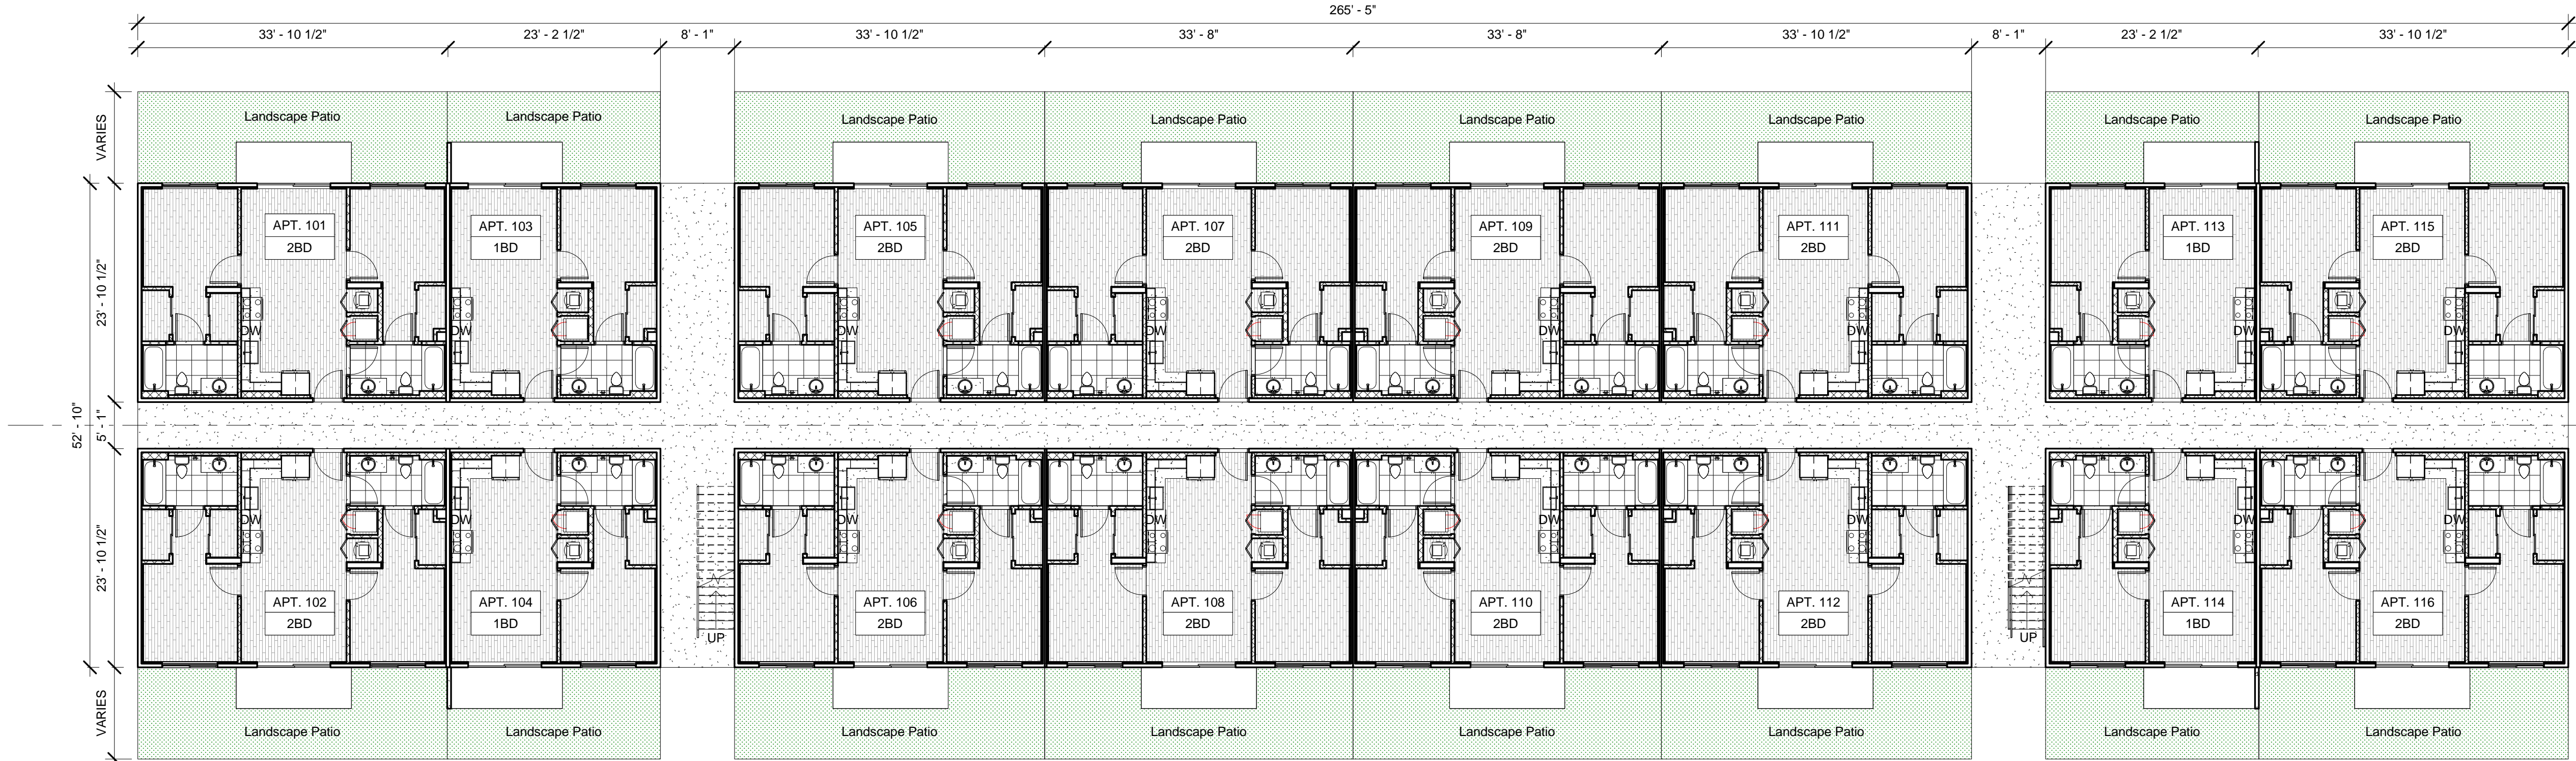 265' - 5"
33' - 10 1/2"
23' - 2 1/2"
8' - 1"
33' - 10 1/2"
33' - 8"
33' - 8"
33' - 10 1/2"
8' - 1"
23' - 2 1/2"
33' - 10 1/2"
VARIES
Landscape Patio
Landscape Patio
Landscape Patio
Landscape Patio
Landscape Patio
Landscape Patio
Landscape Patio
Landscape Patio
23' - 10 1/2"
APT. 101
2BD
APT. 103
1BD
APT. 105
2BD
APT. 107
2BD
APT. 109
2BD
APT. 111
2BD
APT. 113
1BD
APT. 115
2BD
DW
DW
DW
DW
DW
DW
DW
DW
52' - 10"
5' - 1"
23' - 10 1/2"
DW
DW
DW
DW
DW
DW
DW
DW
APT. 102
2BD
APT. 104
1BD
APT. 106
2BD
APT. 108
2BD
APT. 110
2BD
APT. 112
2BD
APT. 114
1BD
APT. 116
2BD
UP
UP
VARIES
Landscape Patio
Landscape Patio
Landscape Patio
Landscape Patio
Landscape Patio
Landscape Patio
Landscape Patio
Landscape Patio